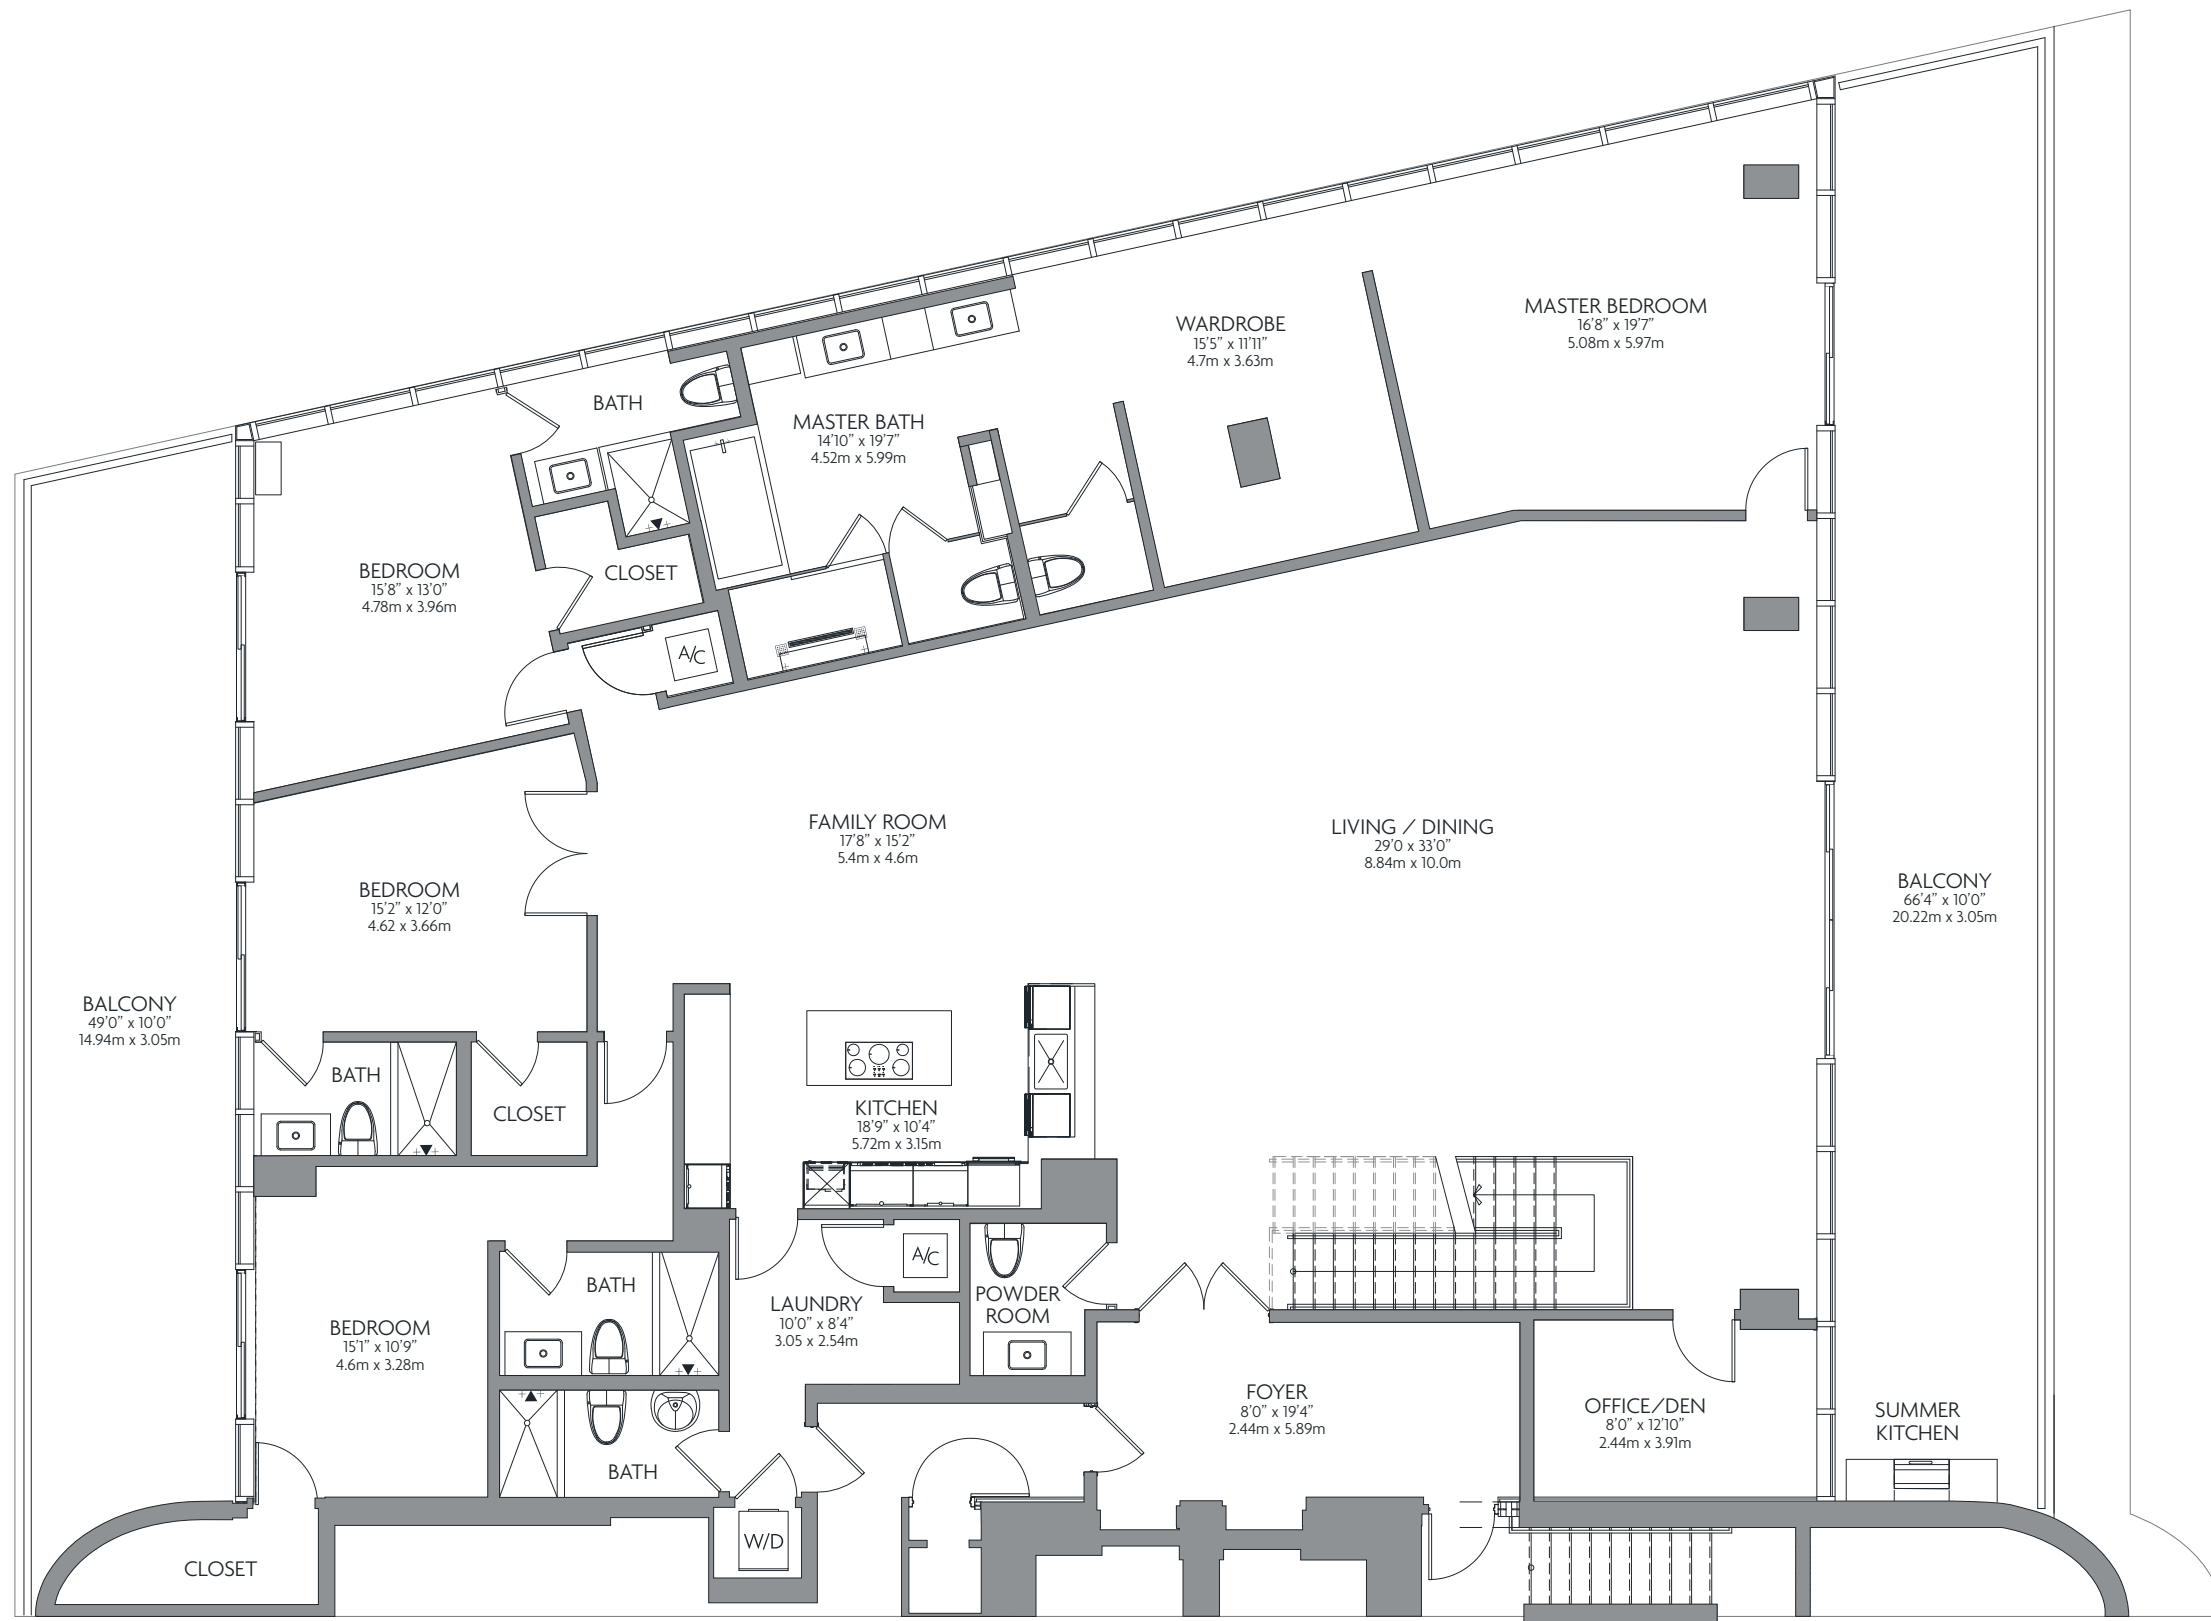 MASTER BEDROOM
16'8" x 19'7"
5.08m x 5.97m
WARDROBE
15'5" x 11'11"
4.7m x 3.63m
BATH
MASTER BATH
14'10" x 19'7"
4.52m x 5.99m
BEDROOM
15'8" x 13'0"
4.78m x 3.96m
CLOSET
A/C
FAMILY ROOM
17'8" x 15'2"
5.4m x 4.6m
LIVING / DINING
29'0 x 33'0"
8.84m x 10.0m
BEDROOM
15'2" x 12'0"
4.62 x 3.66m
BALCONY
66'4" x 10'0"
20.22m x 3.05m
BALCONY
49'0" x 10'0"
14.94m x 3.05m
BATH
CLOSET
KITCHEN
18'9" x 10'4"
5.72m x 3.15m
A/C
BATH
POWDER
ROOM
LAUNDRY
10'0" x 8'4"
3.05 x 2.54m
BEDROOM
15'1" x 10'9"
4.6m x 3.28m
FOYER
8'0" x 19'4"
2.44m x 5.89m
OFFICE/DEN
8'0" x 12'10"
2.44m x 3.91m
SUMMER
KITCHEN
BATH
W/D
CLOSET